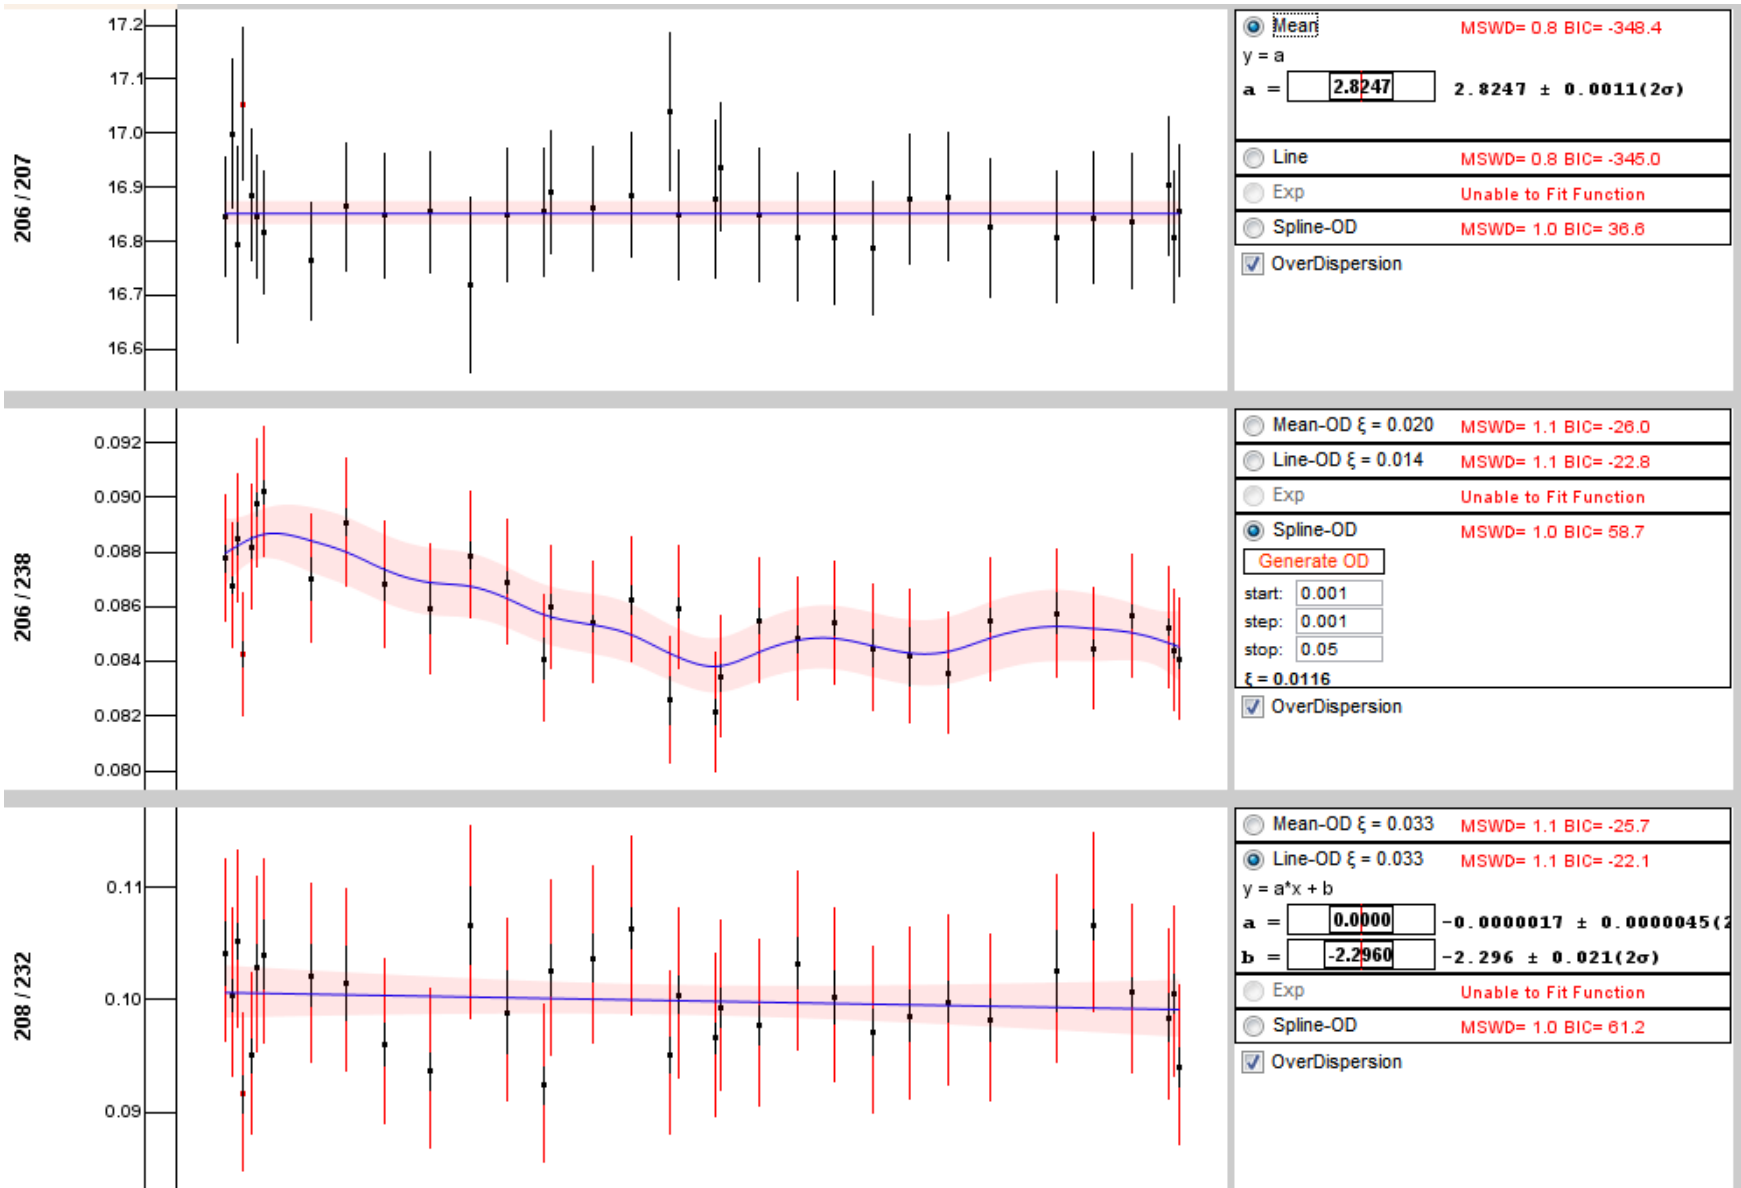 206 / 207
17.2
17.1
17.0
16.9
16.8
16.7
16.6
Mean MSWD= 0.8 BIC= -348.4
y = a
a = 2.8247 2.8247 ± 0.0011(2σ)
Line MSWD= 0.8 BIC= -345.0
Exp Unable to Fit Function
Spline-OD MSWD= 1.0 BIC= 36.6
OverDispersion
206 / 238
0.092
0.090
0.088
0.086
0.084
0.082
0.080
Mean-OD ξ = 0.020 MSWD= 1.1 BIC= -26.0
Line-OD ξ = 0.014 MSWD= 1.1 BIC= -22.8
Exp Unable to Fit Function
Spline-OD MSWD= 1.0 BIC= 58.7
Generate OD
start: 0.001
step: 0.001
stop: 0.05
ξ = 0.0116
OverDispersion
208 / 232
0.11
0.10
0.09
Mean-OD ξ = 0.033 MSWD= 1.1 BIC= -25.7
Line-OD ξ = 0.033 MSWD= 1.1 BIC= -22.1
y = a*x + b
a = 0.0000 -0.0000017 ± 0.0000045(2
b = -2.2960 -2.296 ± 0.021(2σ)
Exp Unable to Fit Function
Spline-OD MSWD= 1.0 BIC= 61.2
OverDispersion